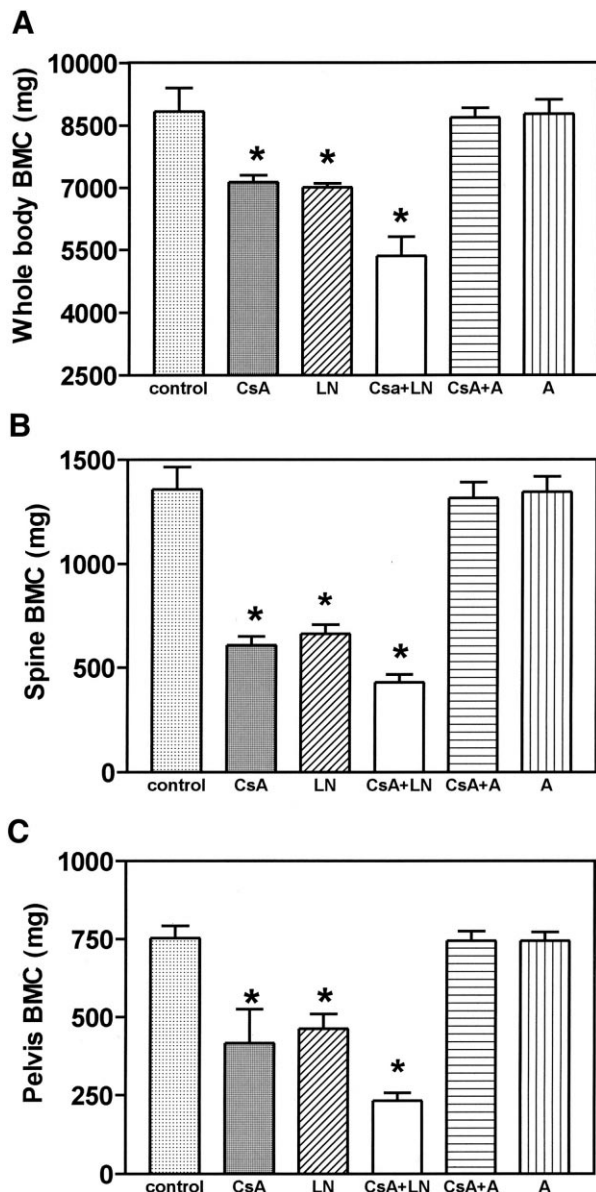 A
Whole body BMC (mg)
10000
8500
7000
5500
4000
2500
*
*
*
control CsA LN Csa+LN CsA+A A
B
Spine BMC (mg)
1500
1000
500
0
*
*
*
control CsA LN CsA+LN CsA+A A
C
Pelvis BMC (mg)
1000
750
500
250
0
*
*
*
control CsA LN CsA+LN CsA+A A